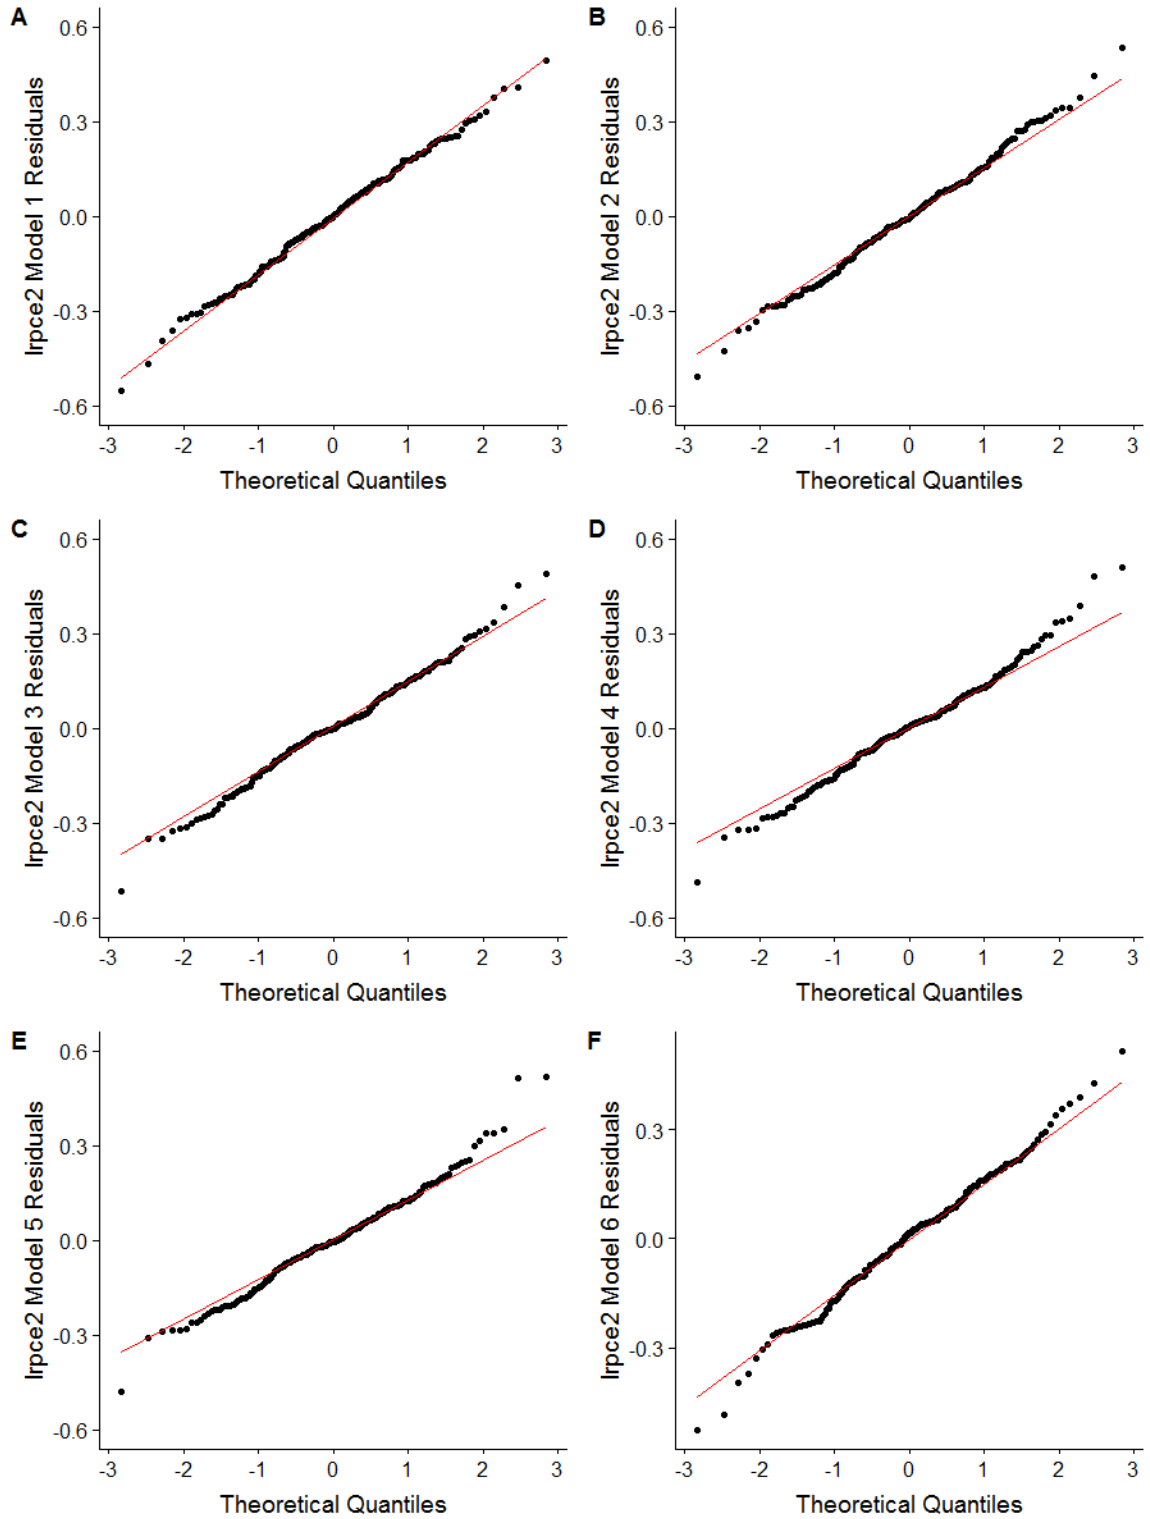 A
B
lrpce2 Model 1 Residuals
0.6
0.3
0.0
-0.3
-0.6
-3 -2 -1 0 1 2 3
Theoretical Quantiles
lrpce2 Model 2 Residuals
0.6
0.3
0.0
-0.3
-0.6
-3 -2 -1 0 1 2 3
Theoretical Quantiles
C
D
lrpce2 Model 3 Residuals
0.6
0.3
0.0
-0.3
-0.6
-3 -2 -1 0 1 2 3
Theoretical Quantiles
lrpce2 Model 4 Residuals
0.6
0.3
0.0
-0.3
-0.6
-3 -2 -1 0 1 2 3
Theoretical Quantiles
E
F
lrpce2 Model 5 Residuals
0.6
0.3
0.0
-0.3
-0.6
-3 -2 -1 0 1 2 3
Theoretical Quantiles
lrpce2 Model 6 Residuals
0.3
0.0
-0.3
-3 -2 -1 0 1 2 3
Theoretical Quantiles